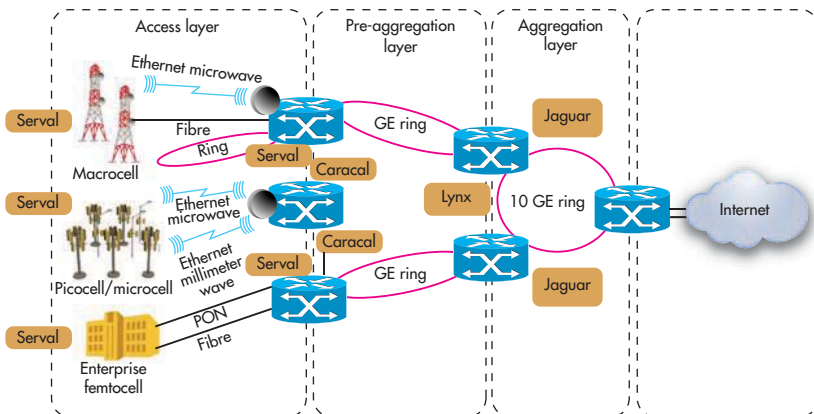 Access layer
Pre-aggregation
layer
Aggregation
layer
Ethernet microwave
Serval
Fibre
Ring
Macrocell
Serval
Caracal
GE ring
Jaguar
Serval
Ethernet
microwave
Ethernet
millimeter
wave
Picocell/microcell
Caracal
Serval
Lynx
10 GE ring
Internet
GE ring
Jaguar
Serval
PON
Fibre
Enterprise
femtocell